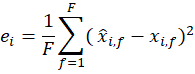 e_i = \frac{1}{F} \sum_{f=1}^{F} ( \hat{x}_{i,f} - x_{i,f} )^2